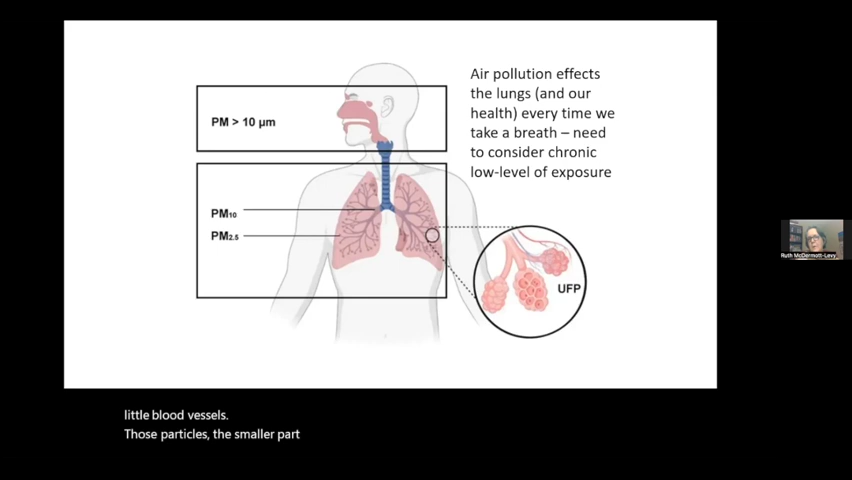 Air pollution effects
the lungs (and our
health) every time we
take a breath – need
to consider chronic
low-level of exposure
PM > 10 µm
PM10
PM2.5
UFP
Ruth McDermott-Levy
little blood vessels.
Those particles, the smaller part